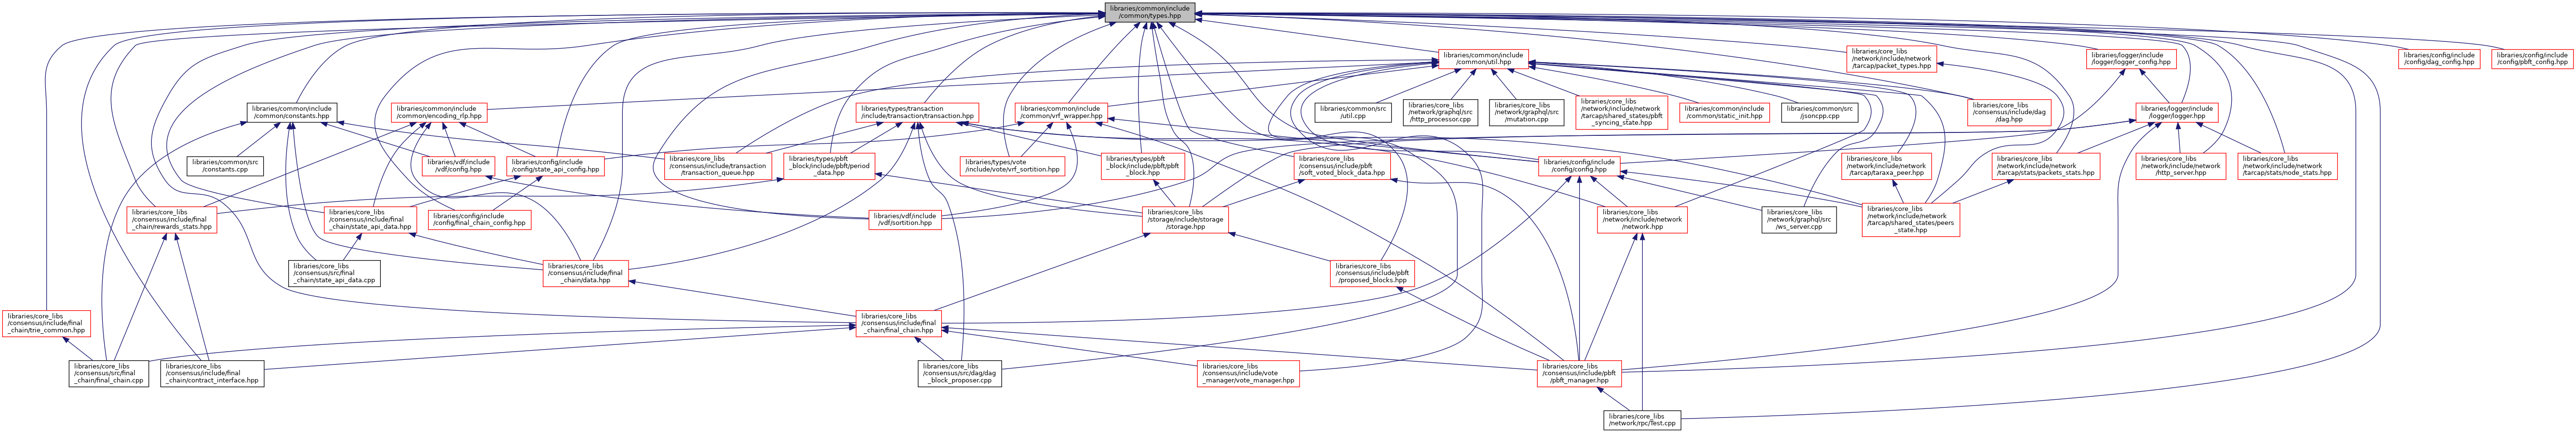 libraries/common/include
/common/types.hpp
libraries/common/include
/common/util.hpp
libraries/core_libs
/network/include/network
/tarcap/packet_types.hpp
libraries/logger/include
/logger/logger_config.hpp
libraries/config/include
/config/dag_config.hpp
libraries/config/include
/config/pbft_config.hpp
libraries/common/include
/common/constants.hpp
libraries/common/include
/common/encoding_rlp.hpp
libraries/types/transaction
/include/transaction/transaction.hpp
libraries/common/include
/common/vrf_wrapper.hpp
libraries/common/src
/util.cpp
libraries/core_libs
/network/graphql/src
/http_processor.cpp
libraries/core_libs
/network/graphql/src
/mutation.cpp
libraries/core_libs
/network/include/network
/tarcap/shared_states/pbft
_syncing_state.hpp
libraries/common/include
/common/static_init.hpp
libraries/common/src
/jsoncpp.cpp
libraries/core_libs
/consensus/include/dag
/dag.hpp
libraries/logger/include
/logger/logger.hpp
libraries/common/src
/constants.cpp
libraries/vdf/include
/vdf/config.hpp
libraries/config/include
/config/state_api_config.hpp
libraries/core_libs
/consensus/include/transaction
/transaction_queue.hpp
libraries/types/pbft
_block/include/pbft/period
_data.hpp
libraries/types/vote
/include/vote/vrf_sortition.hpp
libraries/types/pbft
_block/include/pbft/pbft
_block.hpp
libraries/core_libs
/consensus/include/pbft
/soft_voted_block_data.hpp
libraries/config/include
/config/config.hpp
libraries/core_libs
/network/include/network
/tarcap/taraxa_peer.hpp
libraries/core_libs
/network/include/network
/tarcap/stats/packets_stats.hpp
libraries/core_libs
/network/include/network
/http_server.hpp
libraries/core_libs
/network/include/network
/tarcap/stats/node_stats.hpp
libraries/core_libs
/consensus/include/final
_chain/rewards_stats.hpp
libraries/core_libs
/consensus/include/final
_chain/state_api_data.hpp
libraries/config/include
/config/final_chain_config.hpp
libraries/vdf/include
/vdf/sortition.hpp
libraries/core_libs
/storage/include/storage
/storage.hpp
libraries/core_libs
/network/include/network
/network.hpp
libraries/core_libs
/network/graphql/src
/ws_server.cpp
libraries/core_libs
/network/include/network
/tarcap/shared_states/peers
_state.hpp
libraries/core_libs
/consensus/src/final
_chain/state_api_data.cpp
libraries/core_libs
/consensus/include/final
_chain/data.hpp
libraries/core_libs
/consensus/include/pbft
/proposed_blocks.hpp
libraries/core_libs
/consensus/include/final
_chain/trie_common.hpp
libraries/core_libs
/consensus/include/final
_chain/final_chain.hpp
libraries/core_libs
/consensus/src/final
_chain/final_chain.cpp
libraries/core_libs
/consensus/include/final
_chain/contract_interface.hpp
libraries/core_libs
/consensus/src/dag/dag
_block_proposer.cpp
libraries/core_libs
/consensus/include/vote
_manager/vote_manager.hpp
libraries/core_libs
/consensus/include/pbft
/pbft_manager.hpp
libraries/core_libs
/network/rpc/Test.cpp